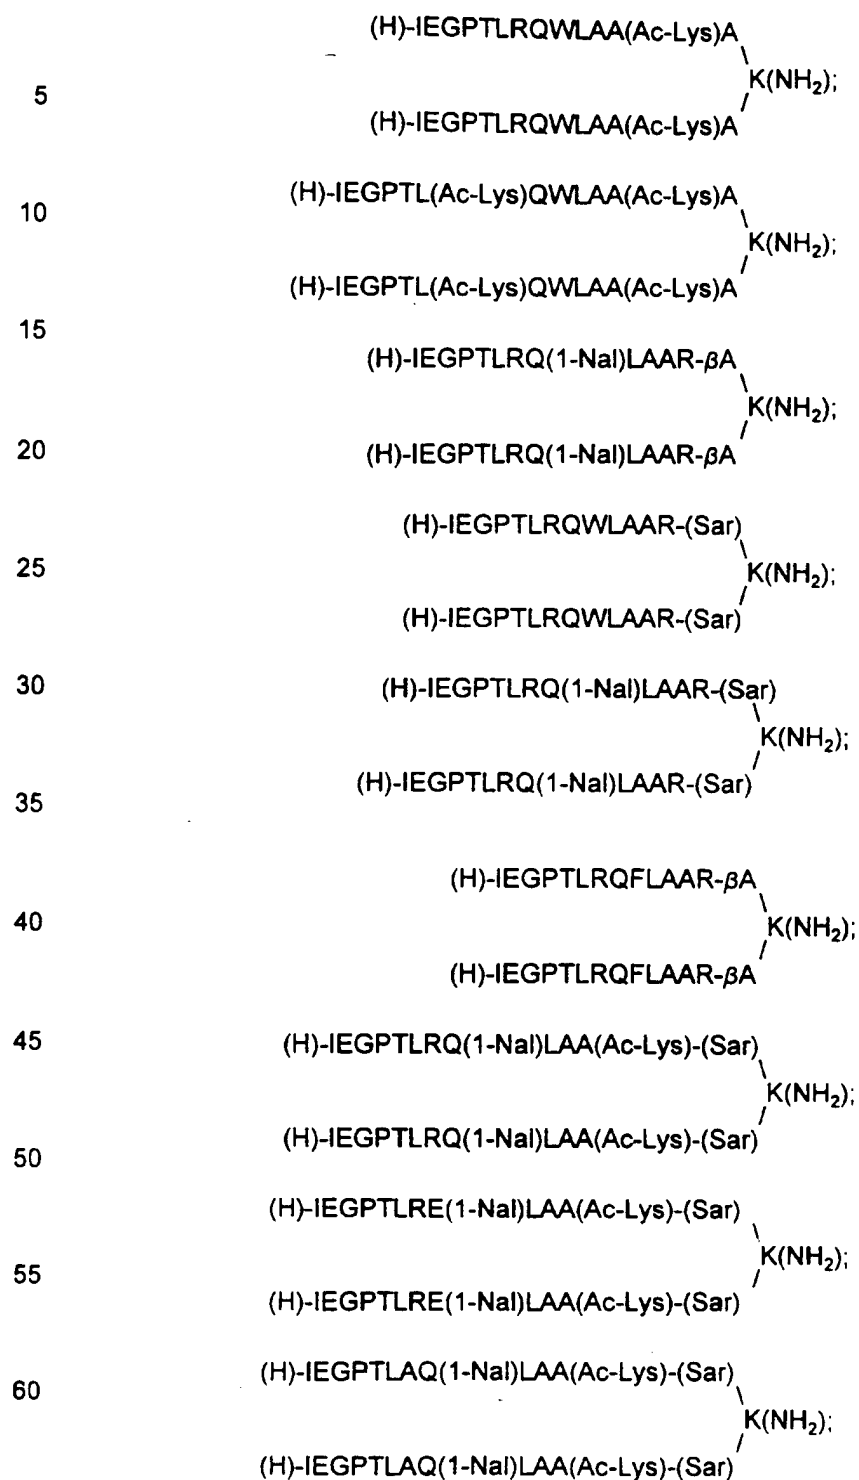 (H)-IEGPTLRQWLAA(Ac-Lys)A
\
5 K(NH₂);
/
(H)-IEGPTLRQWLAA(Ac-Lys)A
(H)-IEGPTL(Ac-Lys)QWLAA(Ac-Lys)A
10 \
K(NH₂);
/
(H)-IEGPTL(Ac-Lys)QWLAA(Ac-Lys)A
15
(H)-IEGPTLRQ(1-Nal)LAAR-βA
\
K(NH₂);
/
20 (H)-IEGPTLRQ(1-Nal)LAAR-βA
(H)-IEGPTLRQWLAAR-(Sar)
\
25 K(NH₂);
/
(H)-IEGPTLRQWLAAR-(Sar)
30 (H)-IEGPTLRQ(1-Nal)LAAR-(Sar)
\
K(NH₂);
/
(H)-IEGPTLRQ(1-Nal)LAAR-(Sar)
35
(H)-IEGPTLRQFLAAR-βA
\
40 K(NH₂);
/
(H)-IEGPTLRQFLAAR-βA
45 (H)-IEGPTLRQ(1-Nal)LAA(Ac-Lys)-(Sar)
\
K(NH₂);
/
(H)-IEGPTLRQ(1-Nal)LAA(Ac-Lys)-(Sar)
50
(H)-IEGPTLRE(1-Nal)LAA(Ac-Lys)-(Sar)
\
K(NH₂);
55 /
(H)-IEGPTLRE(1-Nal)LAA(Ac-Lys)-(Sar)
(H)-IEGPTLAQ(1-Nal)LAA(Ac-Lys)-(Sar)
60 \
K(NH₂);
/
(H)-IEGPTLAQ(1-Nal)LAA(Ac-Lys)-(Sar)